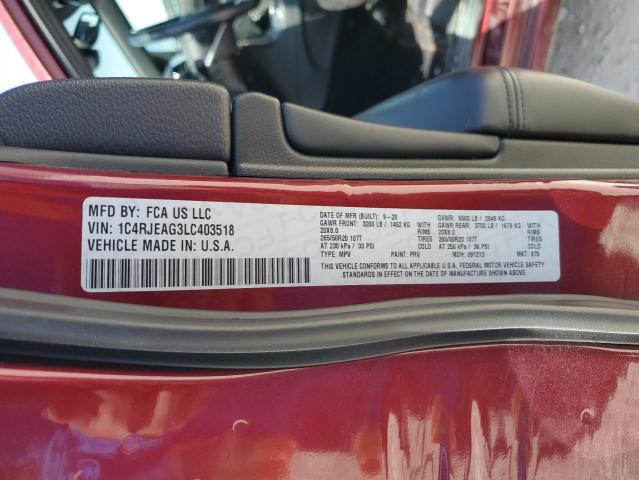 MFD BY: FCA US LLC
VIN: 1C4RJEAG3LC403518
VEHICLE MADE IN U.S.A.
DATE OF MFR (BUILT): 9-20 GVWR: 6500 LB / 2949 KG
GAWR FRONT: 3200 LB / 1452 KG WITH GAWR REAR: 3700 LB / 1679 KG WITH
20X8.0 RIMS 20X8.0 RIMS
265/50R20 107T TIRES 265/50R20 107T TIRES
AT 230 kPa / 33 PSI COLD AT 250 kPa / 36 PSI COLD
TYPE: MPV PAINT: PRV MDH: 091213 MKT: 875
THIS VEHICLE CONFORMS TO ALL APPLICABLE U.S.A. FEDERAL MOTOR VEHICLE SAFETY
STANDARDS IN EFFECT ON THE DATE OF MANUFACTURE SHOWN ABOVE.